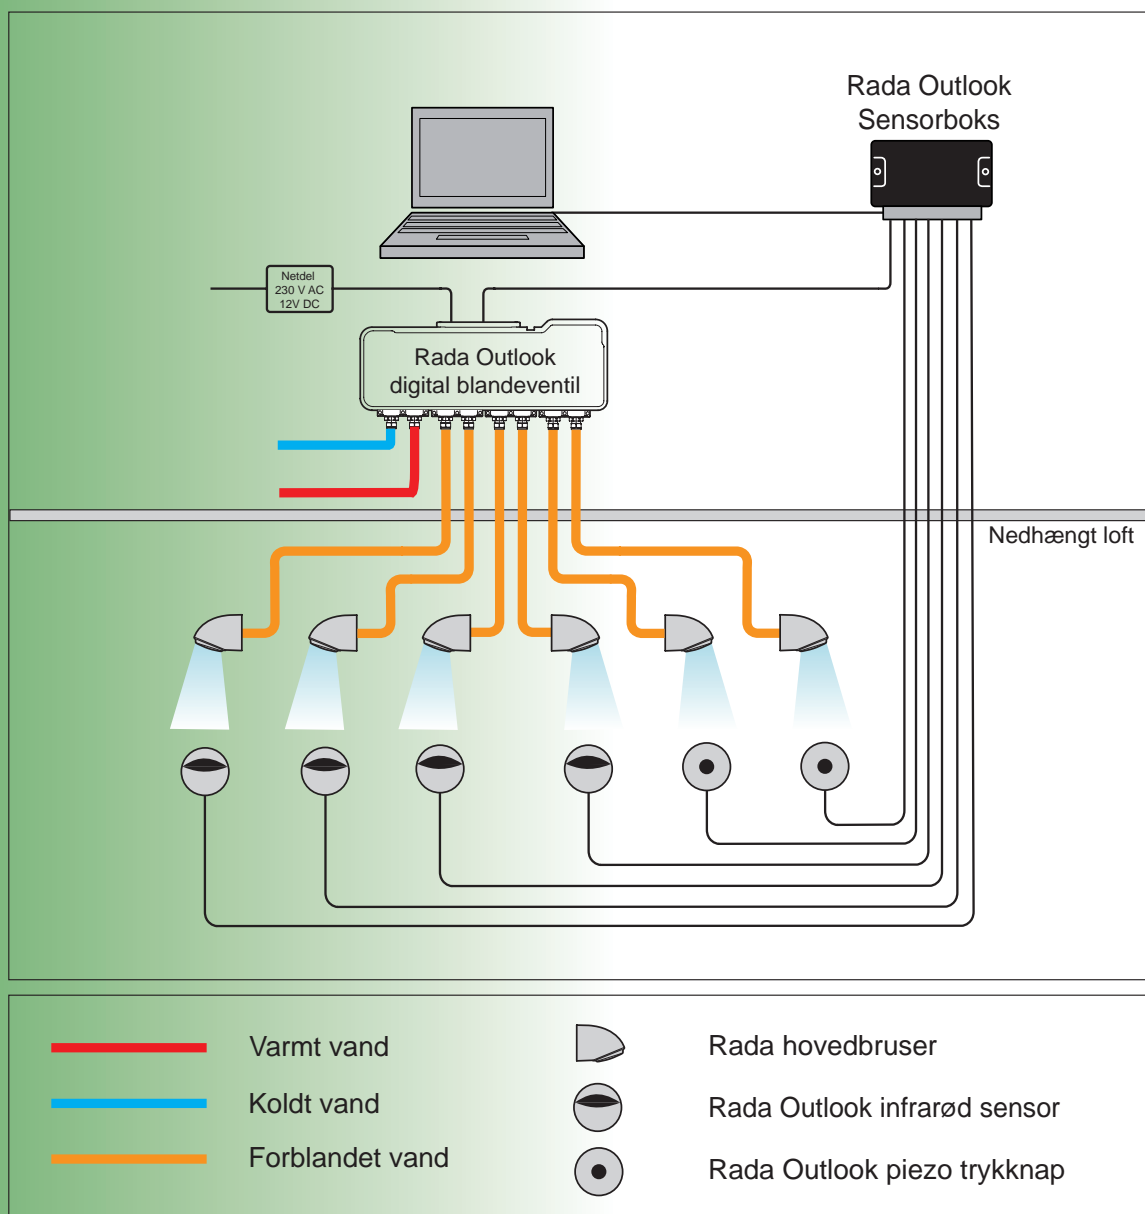 Rada Outlook
Sensorboks
Netdel
230 V AC
12V DC
Rada Outlook
digital blandeventil
Nedhængt loft
Varmt vand
Koldt vand
Forblandet vand
Rada hovedbruser
Rada Outlook infrarød sensor
Rada Outlook piezo trykknap